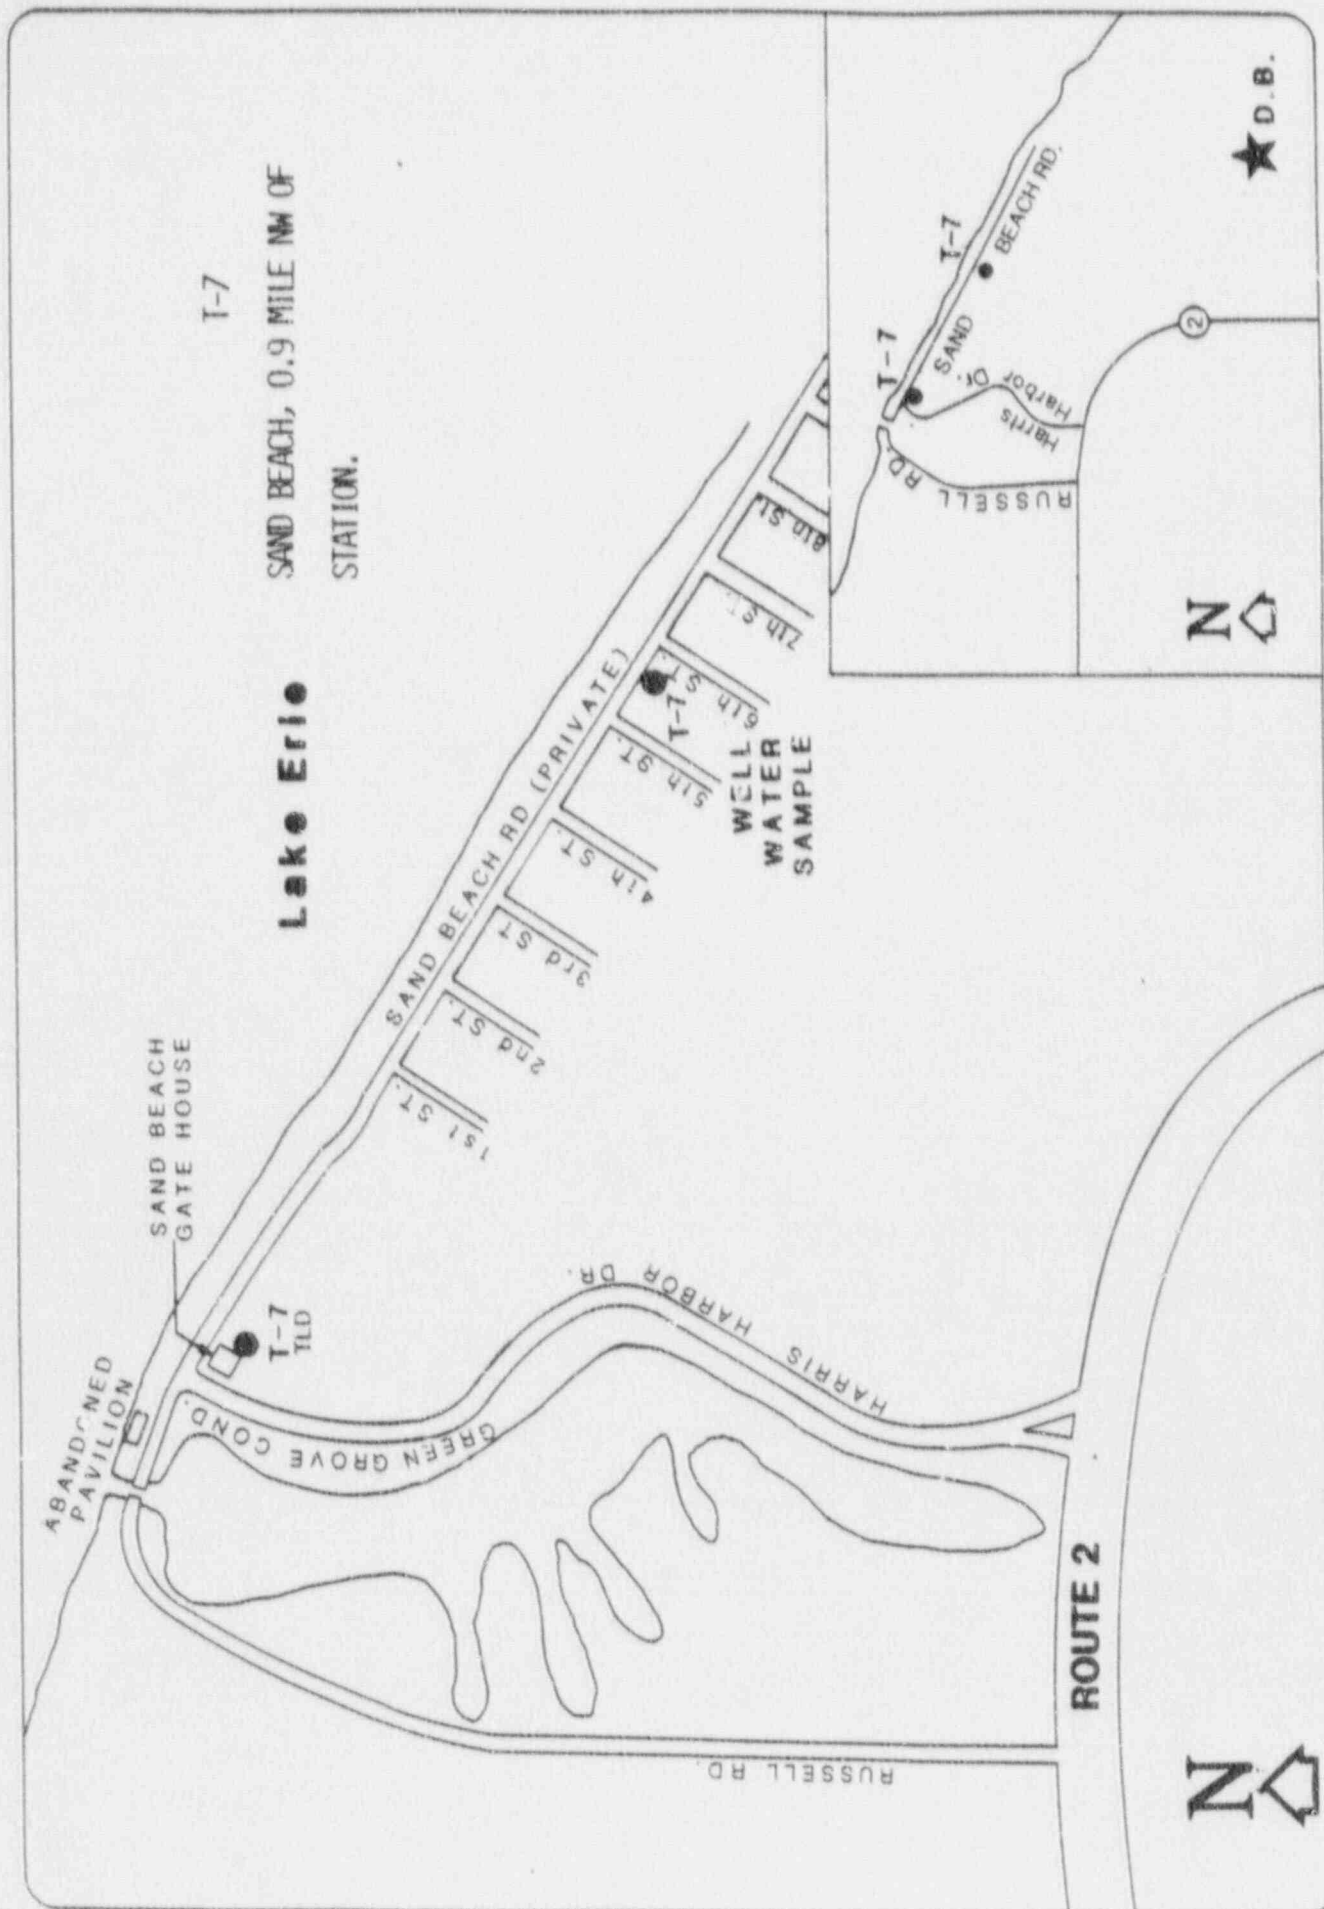 T-7
SAND BEACH, 0.9 MILE NW OF
STATION.
Lake Erie
SAND BEACH
GATE HOUSE
ABANDONED
PAVILION
T-7
TLD
SAND BEACH RD (PRIVATE)
1st ST.
2nd ST.
3rd ST
4th ST.
5th ST.
6th ST.
7th ST.
8th St.
T-7
WELL
WATER
SAMPLE
GREEN GROVE COND.
HARRIS HARBOR DR.
RUSSELL RD.
ROUTE 2
N
T-7
T-7
SAND BEACH RD.
Harris Harbor Dr.
RUSSELL RD.
2
D.B.
N